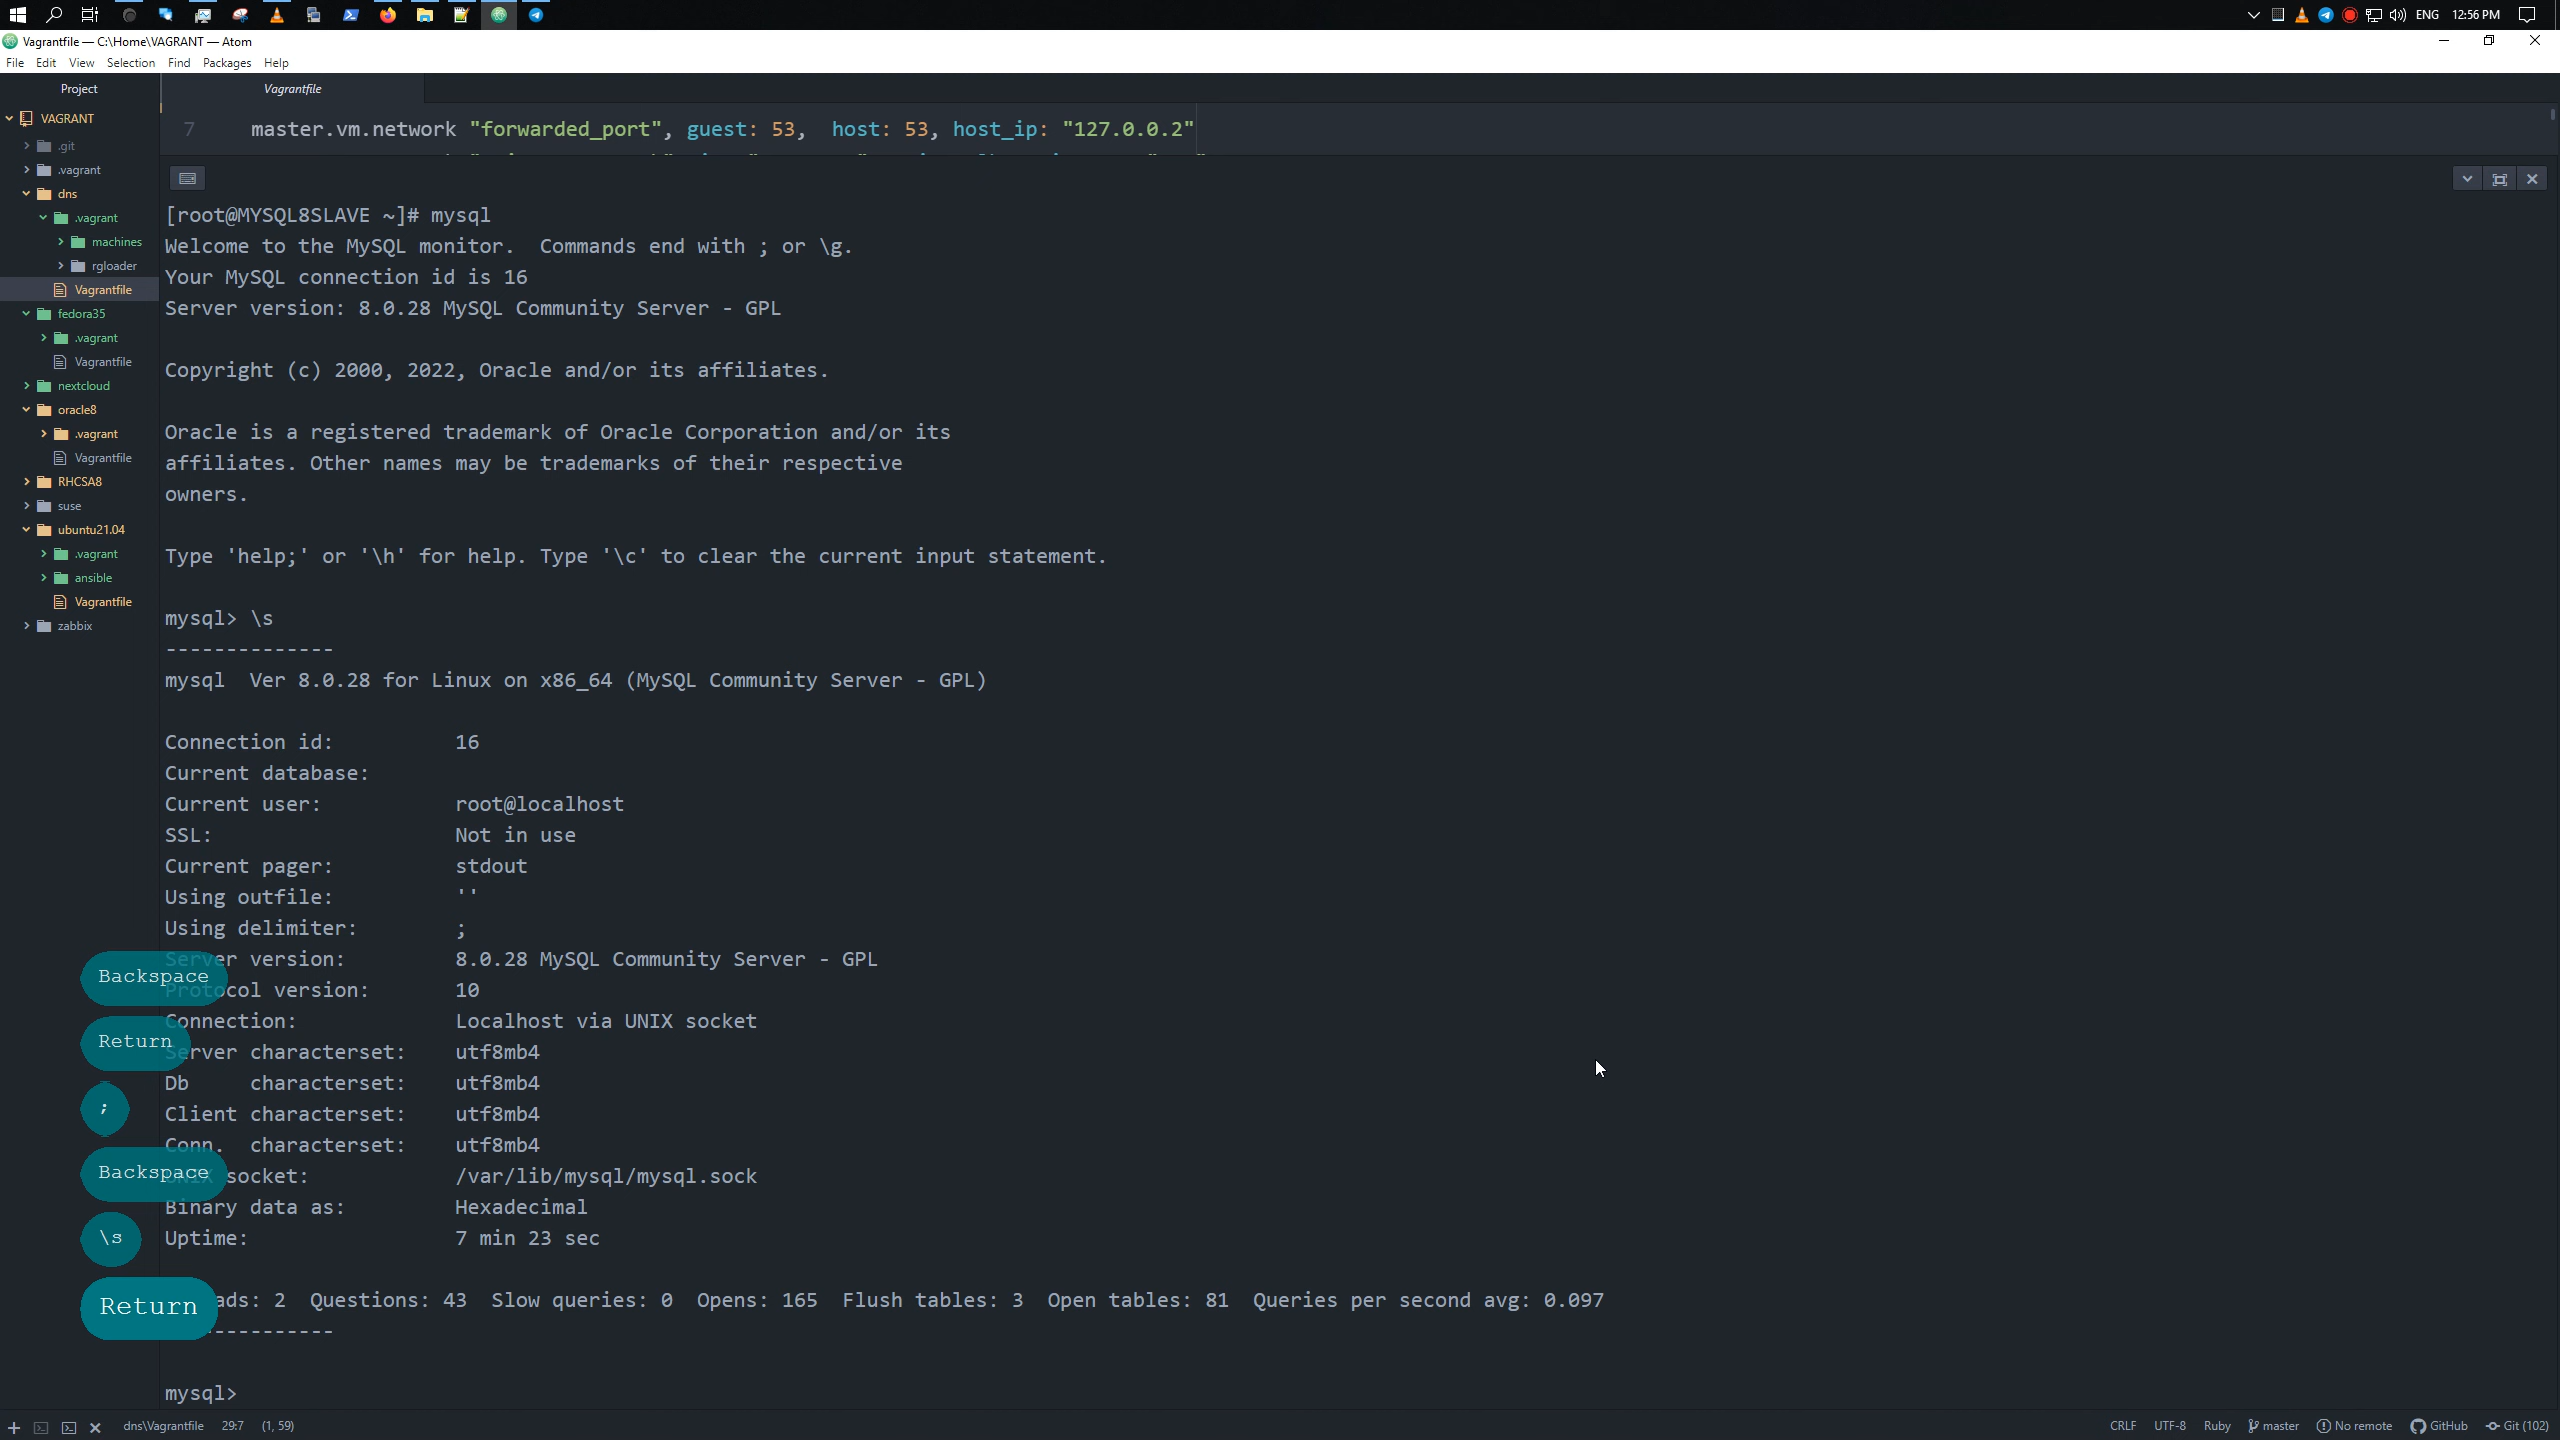 ENG 12:56 PM
Vagrantfile — C:\Home\VAGRANT — Atom
File Edit View Selection Find Packages Help
Project
Vagrantfile
VAGRANT
.git
.vagrant
dns
.vagrant
machines
rgloader
Vagrantfile
fedora35
.vagrant
Vagrantfile
nextcloud
oracle8
.vagrant
Vagrantfile
RHCSA8
suse
ubuntu21.04
.vagrant
ansible
Vagrantfile
zabbix
7 master.vm.network "forwarded_port", guest: 53, host: 53, host_ip: "127.0.0.2"
[root@MYSQL8SLAVE ~]# mysql
Welcome to the MySQL monitor.  Commands end with ; or \g.
Your MySQL connection id is 16
Server version: 8.0.28 MySQL Community Server - GPL
Copyright (c) 2000, 2022, Oracle and/or its affiliates.
Oracle is a registered trademark of Oracle Corporation and/or its
affiliates. Other names may be trademarks of their respective
owners.
Type 'help;' or '\h' for help. Type '\c' to clear the current input statement.
mysql> \s
--------------
mysql  Ver 8.0.28 for Linux on x86_64 (MySQL Community Server - GPL)
Connection id: 16
Current database:
Current user: root@localhost
SSL: Not in use
Current pager: stdout
Using outfile: ''
Using delimiter: ;
Server version: 8.0.28 MySQL Community Server - GPL
Protocol version: 10
Connection: Localhost via UNIX socket
Server characterset: utf8mb4
Db     characterset: utf8mb4
Client characterset: utf8mb4
Conn.  characterset: utf8mb4
UNIX socket: /var/lib/mysql/mysql.sock
Binary data as: Hexadecimal
Uptime: 7 min 23 sec
ads: 2  Questions: 43  Slow queries: 0  Opens: 165  Flush tables: 3  Open tables: 81  Queries per second avg: 0.097
-----------
mysql>
Backspace
Return
;
Backspace
\s
Return
dns\Vagrantfile 29:7 (1, 59)
CRLF UTF-8 Ruby master No remote GitHub Git (102)